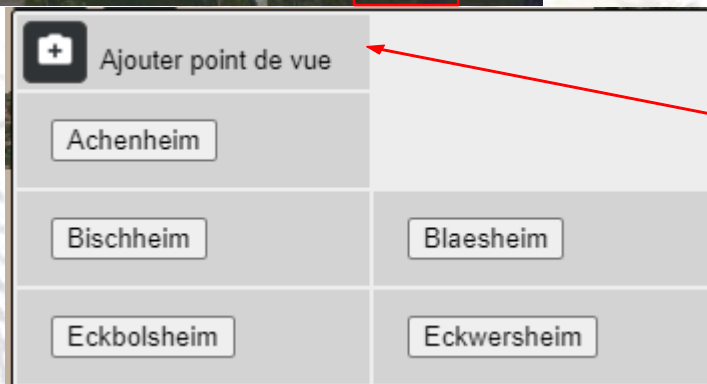 Ajouter point de vue
Achenheim
Bischheim Blaesheim
Eckbolsheim Eckwersheim